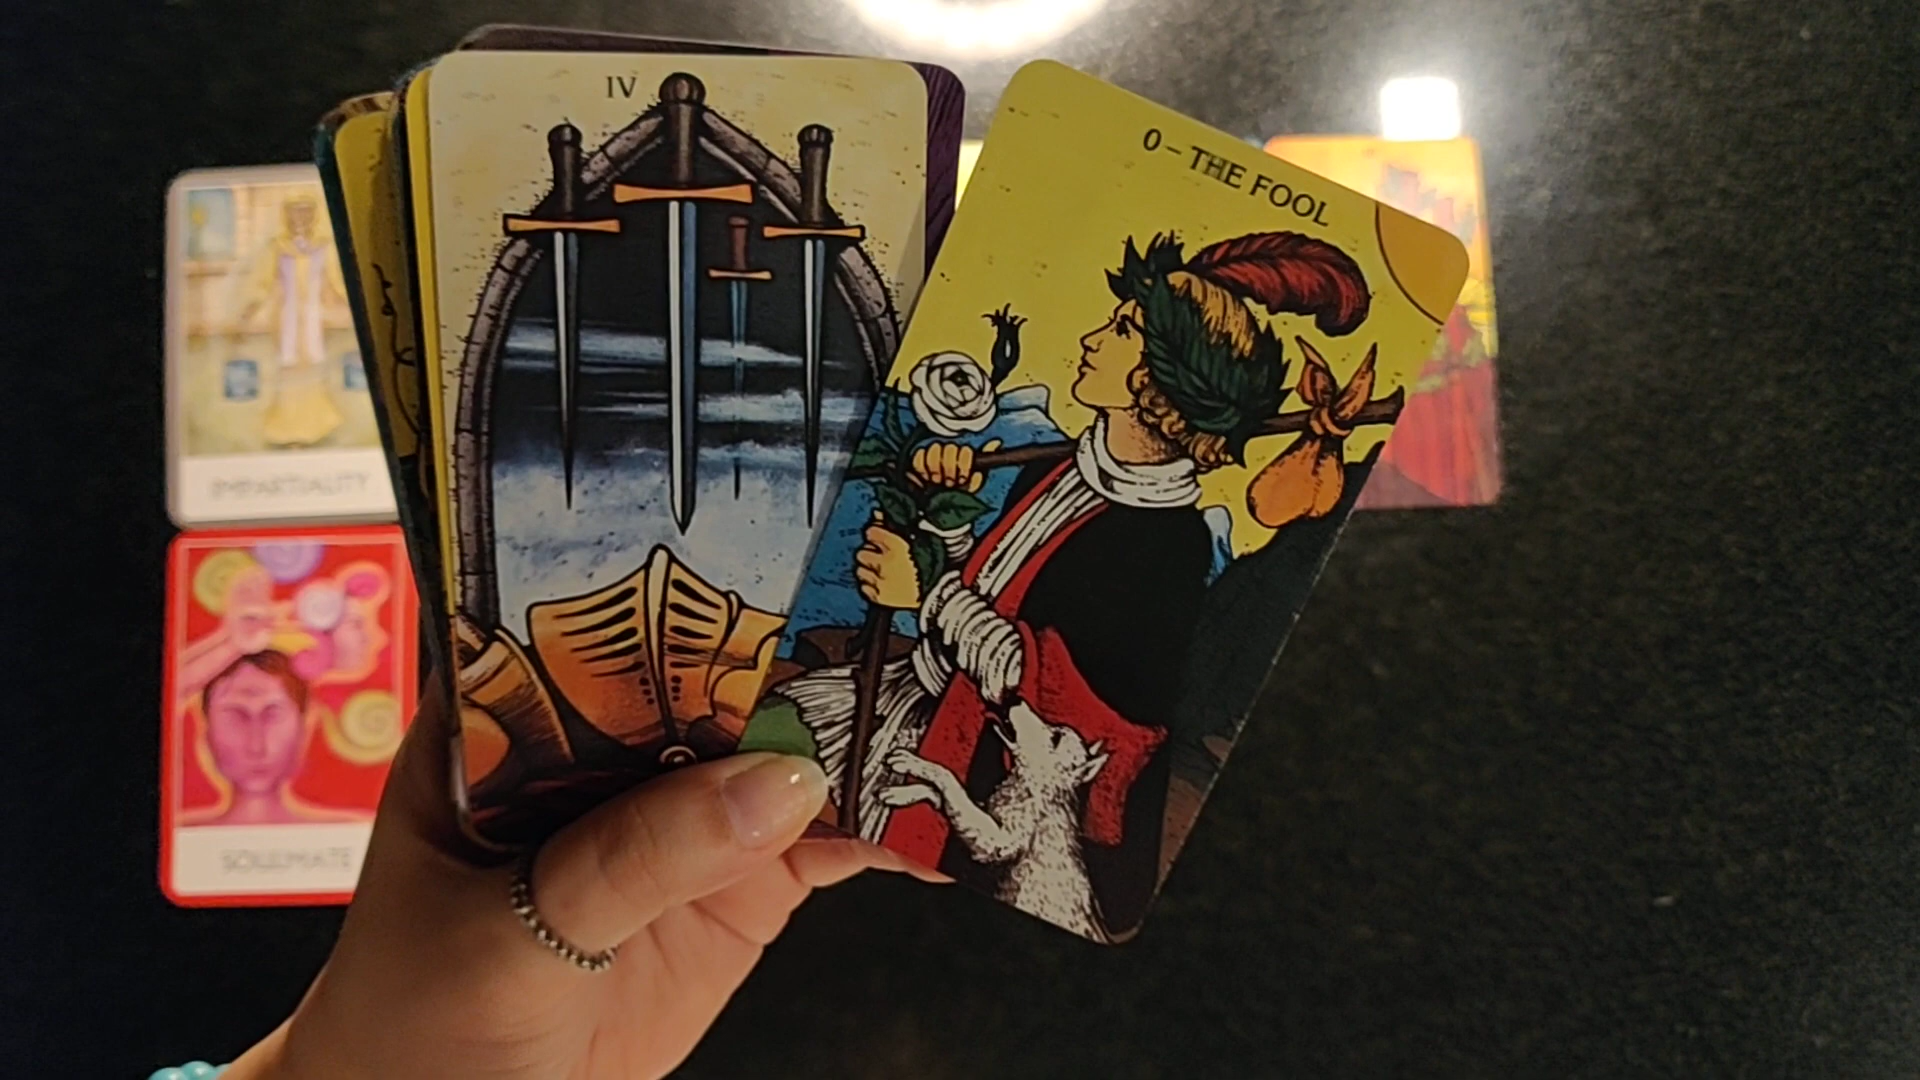 IV
0 – THE FOOL
IMPARTIALITY
SOULMATE